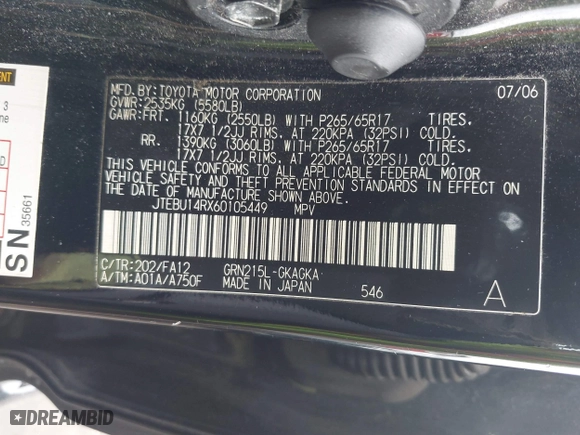 MFD. BY: TOYOTA MOTOR CORPORATION 07/06
GVWR: 2535KG (5580LB)
GAWR: FRT. 1160KG (2550LB) WITH P265/65R17 TIRES.
17X7 1/2JJ RIMS. AT 220KPA (32PSI) COLD.
RR. 1390KG (3060LB) WITH P265/65R17 TIRES.
17X7 1/2JJ RIMS. AT 220KPA (32PSI) COLD.
THIS VEHICLE CONFORMS TO ALL APPLICABLE FEDERAL MOTOR
VEHICLE SAFETY AND THEFT PREVENTION STANDARDS IN EFFECT
ON THE DATE OF MANUFACTURE SHOWN ABOVE.
JTEBU14RX60105449 MPV
C/TR: 202/FA12 GRN215L-GKAGKA
A/TM: A01A/A750F MADE IN JAPAN 546 A
SN 35661
DREAMBID